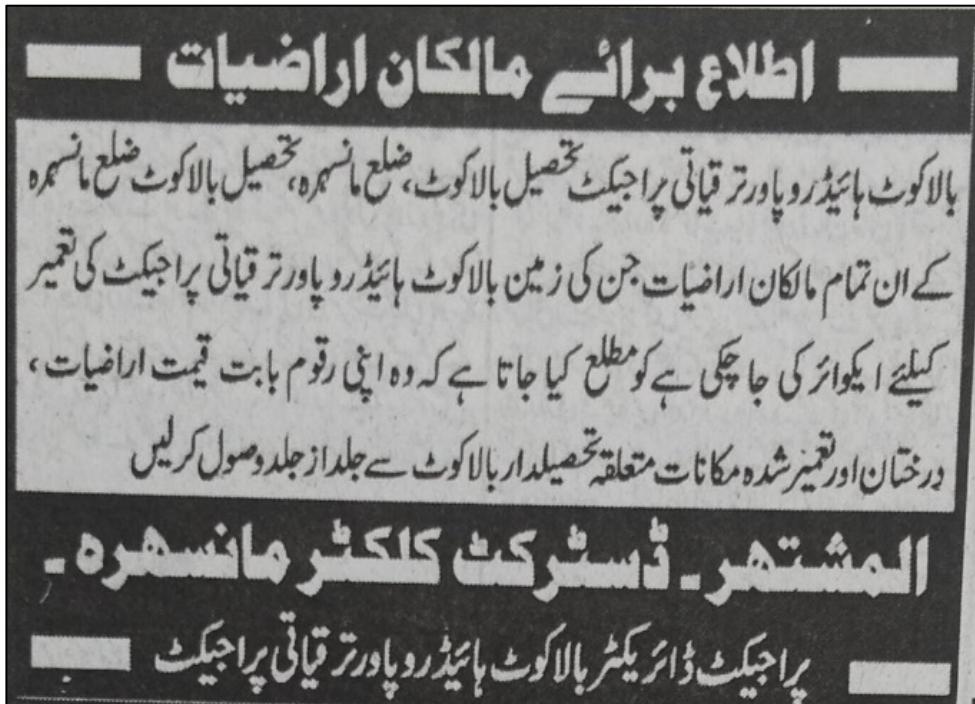 اطلاع برائے مالکان اراضیات
بالاکوٹ ہائیڈرو پاور ترقیاتی پراجیکٹ تحصیل بالاکوٹ، ضلع مانسہرہ، تحصیل بالاکوٹ ضلع مانسہرہ
کے ان تمام مالکان اراضیات جن کی زمین بالاکوٹ ہائیڈرو پاور ترقیاتی پراجیکٹ کی تعمیر
کیلئے ایکوائر کی جا چکی ہے کو مطلع کیا جاتا ہے کہ وہ اپنی رقوم بابت قیمت اراضیات،
درختان اور تعمیر شدہ مکانات متعلقہ تحصیلدار بالاکوٹ سے جلد از جلد وصول کرلیں
المشتہر۔ ڈسٹرکٹ کلکٹر مانسہرہ۔
پراجیکٹ ڈائریکٹر بالاکوٹ ہائیڈرو پاور ترقیاتی پراجیکٹ